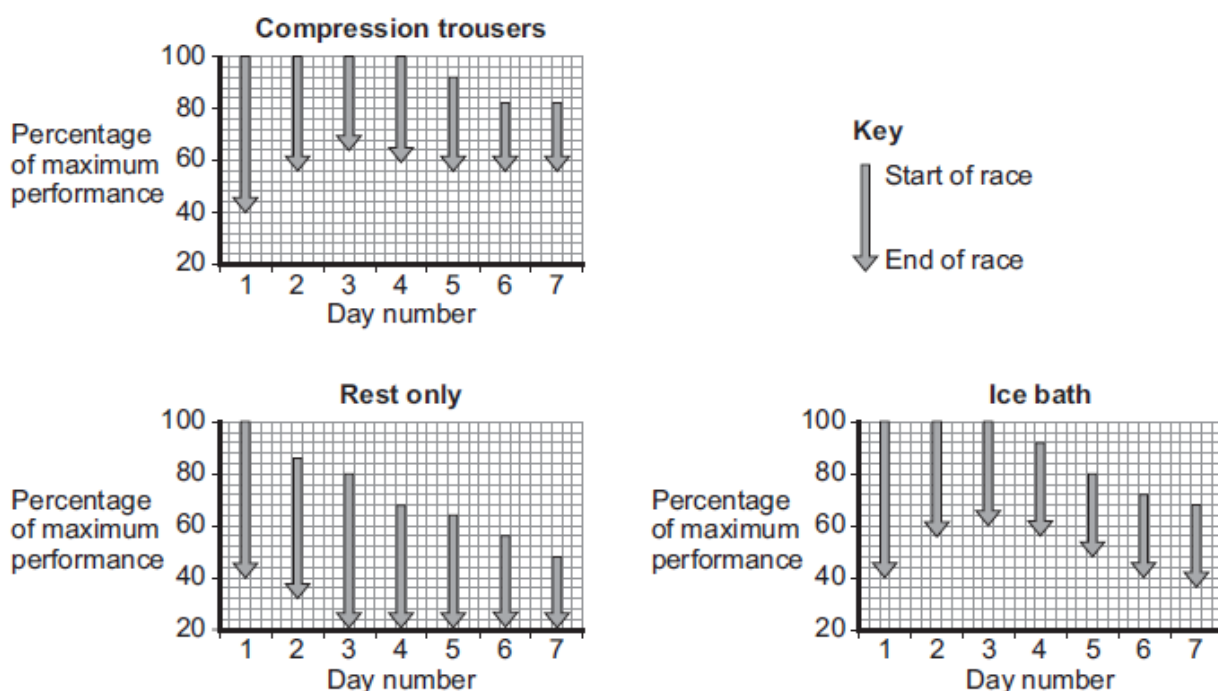 Compression trousers
100
80
60
40
20
Percentage
of maximum
performance
1 2 3 4 5 6 7
Day number
Key
Start of race
End of race
Rest only
100
80
60
40
20
Percentage
of maximum
performance
1 2 3 4 5 6 7
Day number
Ice bath
100
80
60
40
20
Percentage
of maximum
performance
1 2 3 4 5 6 7
Day number